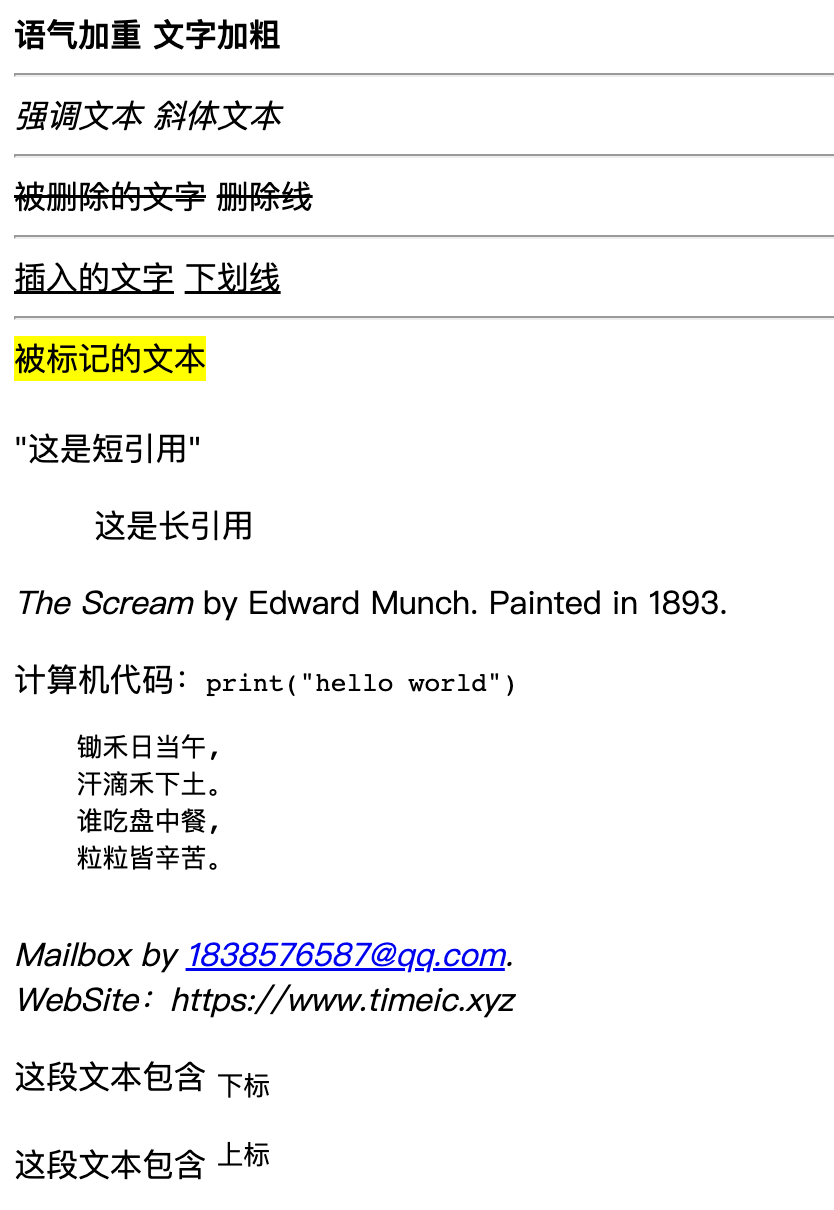 语气加重 文字加粗
强调文本 斜体文本
被删除的文字 删除线
插入的文字 下划线
被标记的文本
"这是短引用"
这是长引用
The Scream by Edward Munch. Painted in 1893.
计算机代码：print("hello world")
锄禾日当午,
汗滴禾下土。
谁吃盘中餐,
粒粒皆辛苦。
Mailbox by 1838576587@qq.com.
WebSite：https://www.timeic.xyz
这段文本包含 下标
这段文本包含 上标